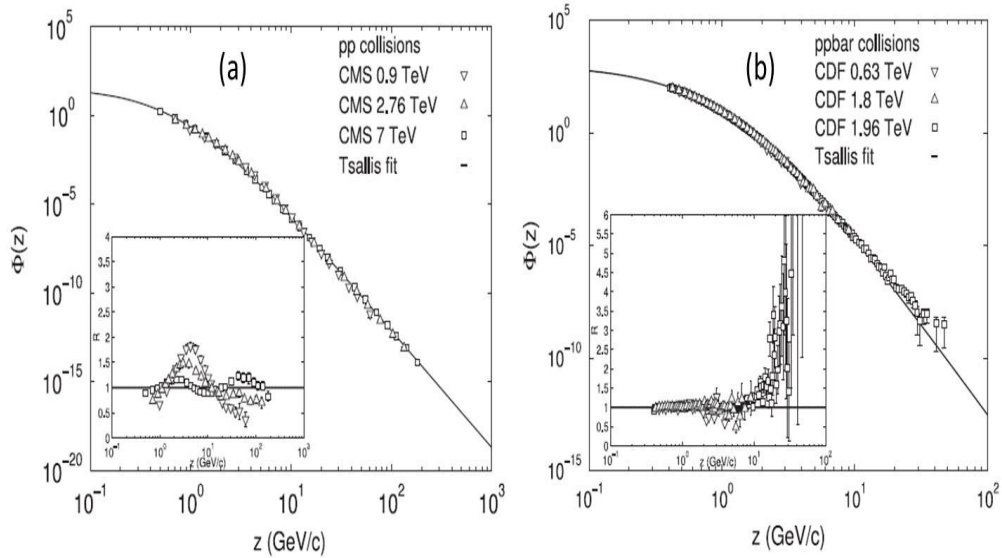 (a)
pp collisions
CMS 0.9 TeV
CMS 2.76 TeV
CMS 7 TeV
Tsallis fit
10^5
10^0
10^-5
10^-10
10^-15
10^-20
Φ(z)
10^-1 10^0 10^1 10^2 10^3
z (GeV/c)
4
3.5
3
2.5
2
1.5
1
0.5
0
R
10^-1 10^0 10^1 10^2 10^3
z (GeV/c)
(b)
ppbar collisions
CDF 0.63 TeV
CDF 1.8 TeV
CDF 1.96 TeV
Tsallis fit
10^5
10^0
10^-5
10^-10
10^-15
Φ(z)
10^-1 10^0 10^1 10^2
z (GeV/c)
6
5.5
5
4.5
4
3.5
3
2.5
2
1.5
1
0.5
0
R
10^-1 10^0 10^1 10^2
z (GeV/c)